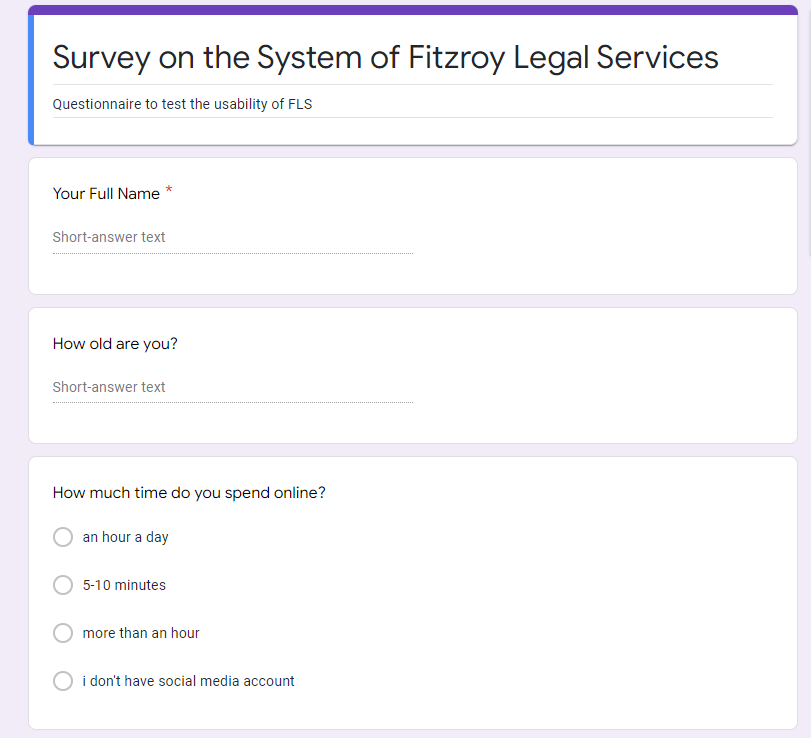 Survey on the System of Fitzroy Legal Services
Questionnaire to test the usability of FLS
Your Full Name *
Short-answer text
How old are you?
Short-answer text
How much time do you spend online?
an hour a day
5-10 minutes
more than an hour
i don't have social media account